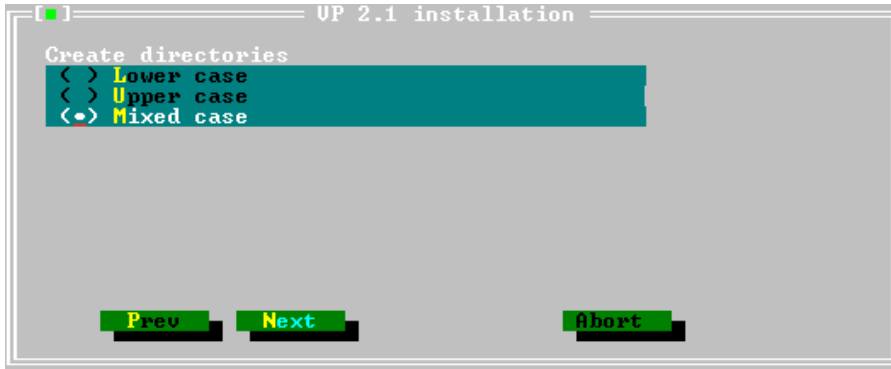 VP 2.1 installation
Create directories
( ) Lower case
( ) Upper case
(•) Mixed case
Prev Next Abort